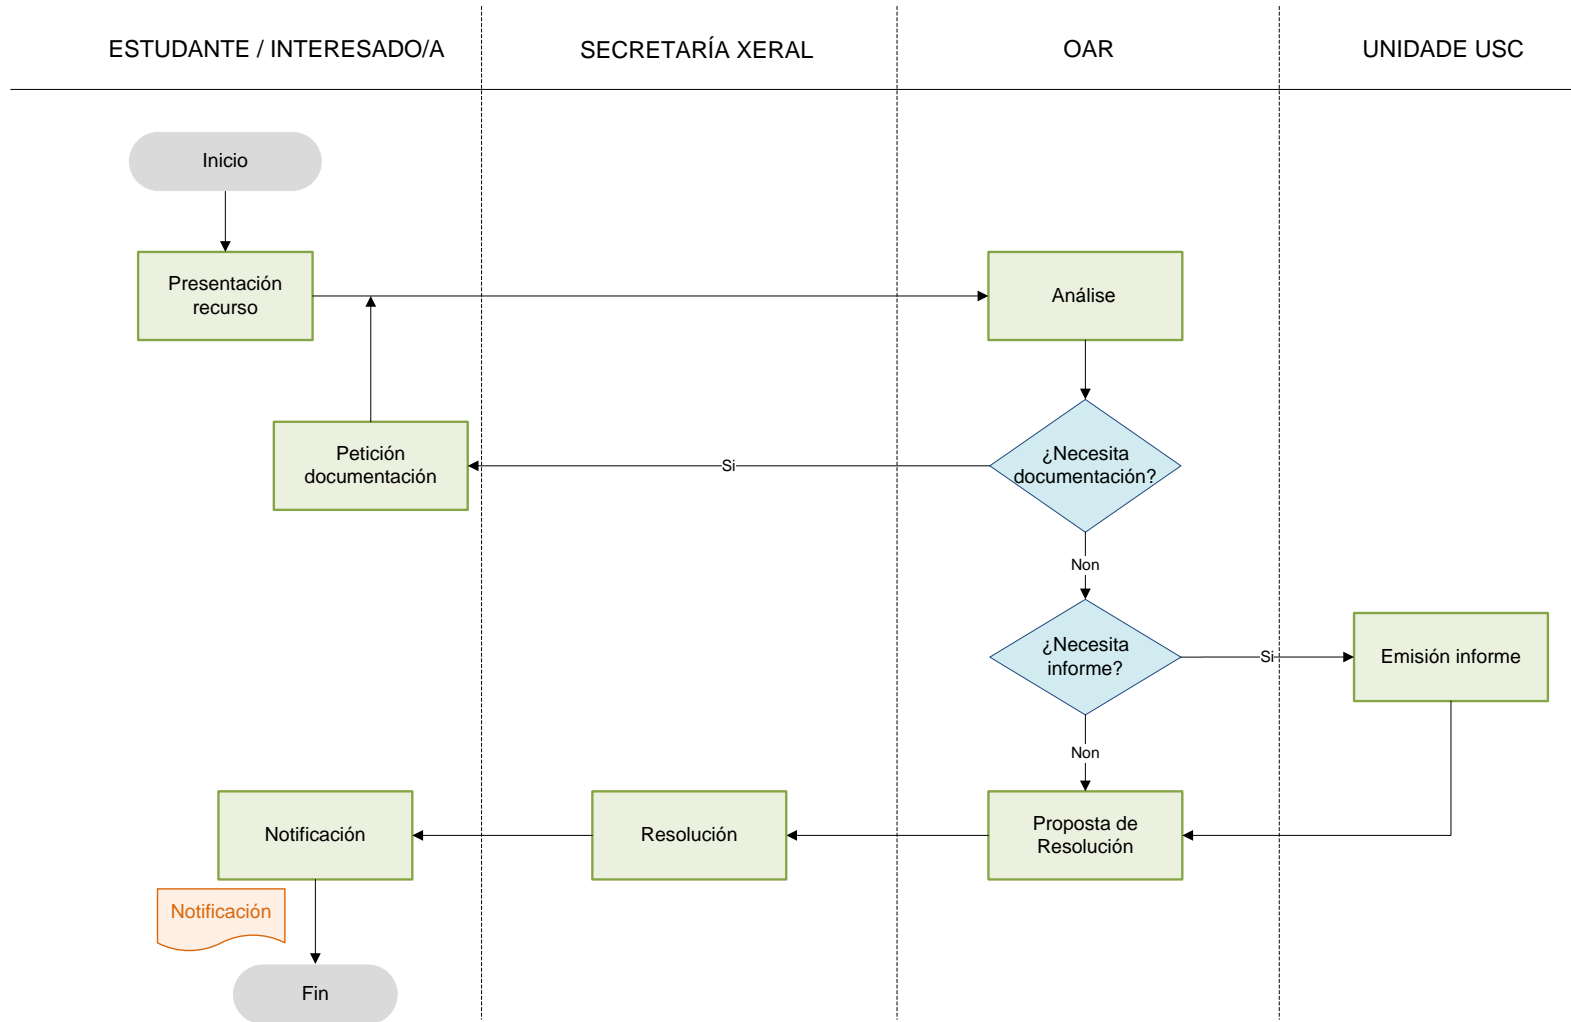 ESTUDANTE / INTERESADO/A
SECRETARÍA XERAL
OAR
UNIDADE USC
Inicio
Presentación
recurso
Análise
Petición
documentación
Si
¿Necesita
documentación?
Non
¿Necesita
informe?
Si
Emisión informe
Non
Notificación
Resolución
Proposta de
Resolución
Notificación
Fin